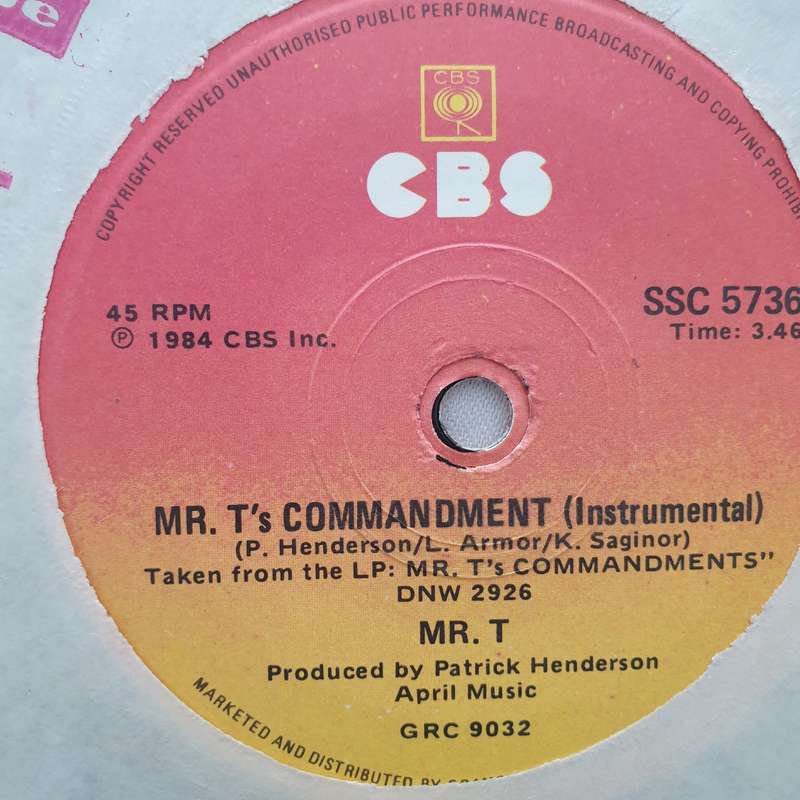 COPYRIGHT RESERVED UNAUTHORISED PUBLIC PERFORMANCE BROADCASTING AND COPYING
CBS
CBS
45 RPM
℗ 1984 CBS Inc.
SSC 5736
Time: 3.46
MR. T's COMMANDMENT (Instrumental)
(P. Henderson/L. Armor/K. Saginor)
Taken from the LP: MR. T's COMMANDMENTS"
DNW 2926
MR. T
Produced by Patrick Henderson
April Music
GRC 9032
MARKETED AND DISTRIBUTED BY